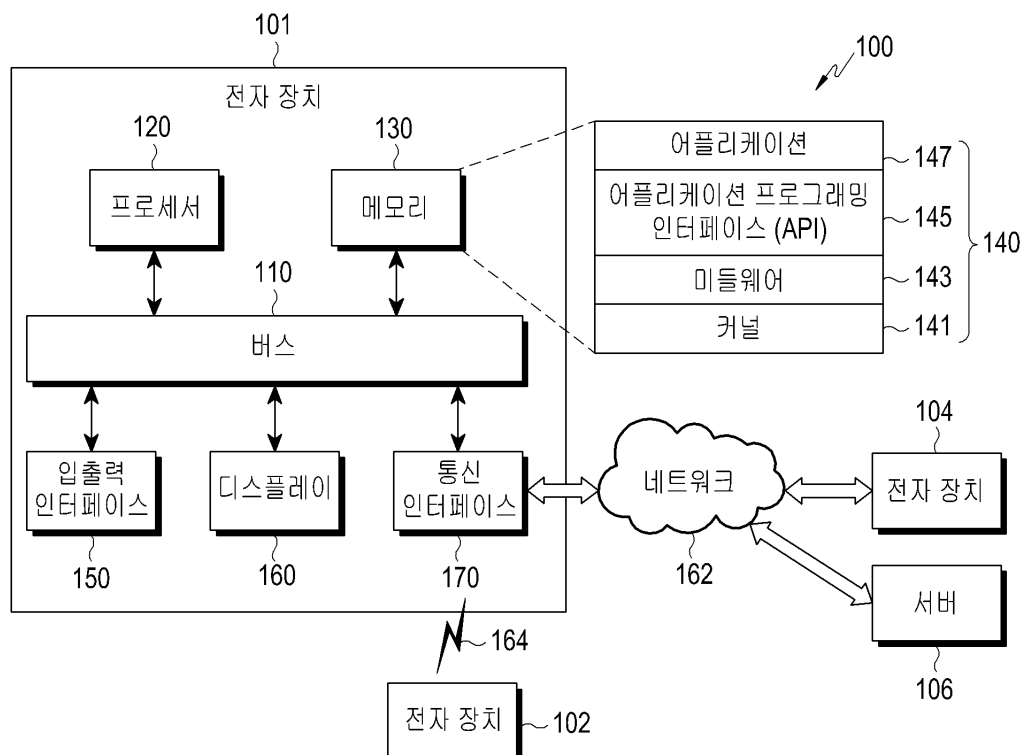 101
100
전자 장치
120
130
프로세서
메모리
어플리케이션
147
어플리케이션 프로그래밍
인터페이스 (API)
145
140
미들웨어
143
커널
141
110
버스
입출력
인터페이스
디스플레이
통신
인터페이스
네트워크
104
전자 장치
150
160
170
162
서버
106
164
전자 장치
102